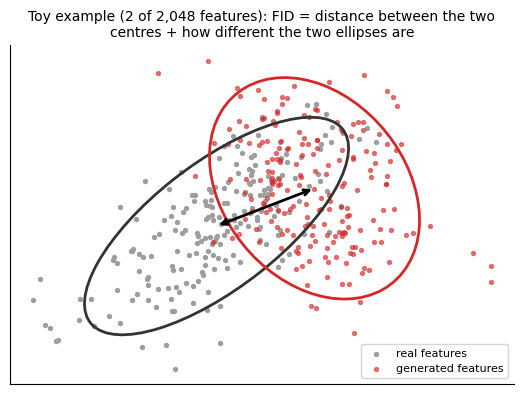 Toy example (2 of 2,048 features): FID = distance between the two
centres + how different the two ellipses are
real features
generated features